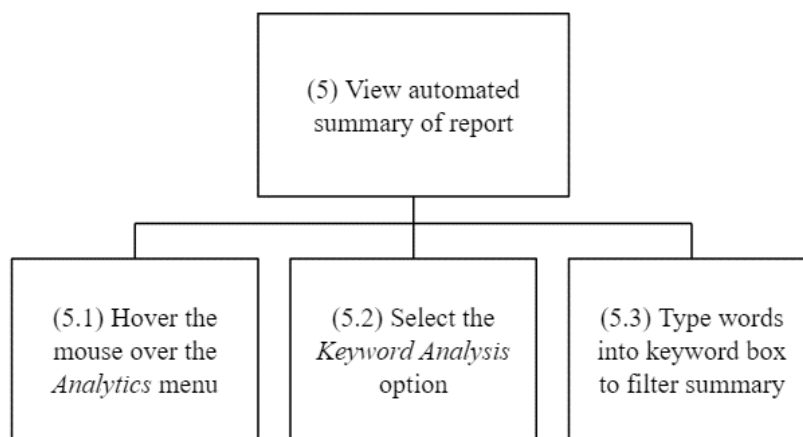 (5) View automated
summary of report
(5.1) Hover the
mouse over the
Analytics menu
(5.2) Select the
Keyword Analysis
option
(5.3) Type words
into keyword box
to filter summary